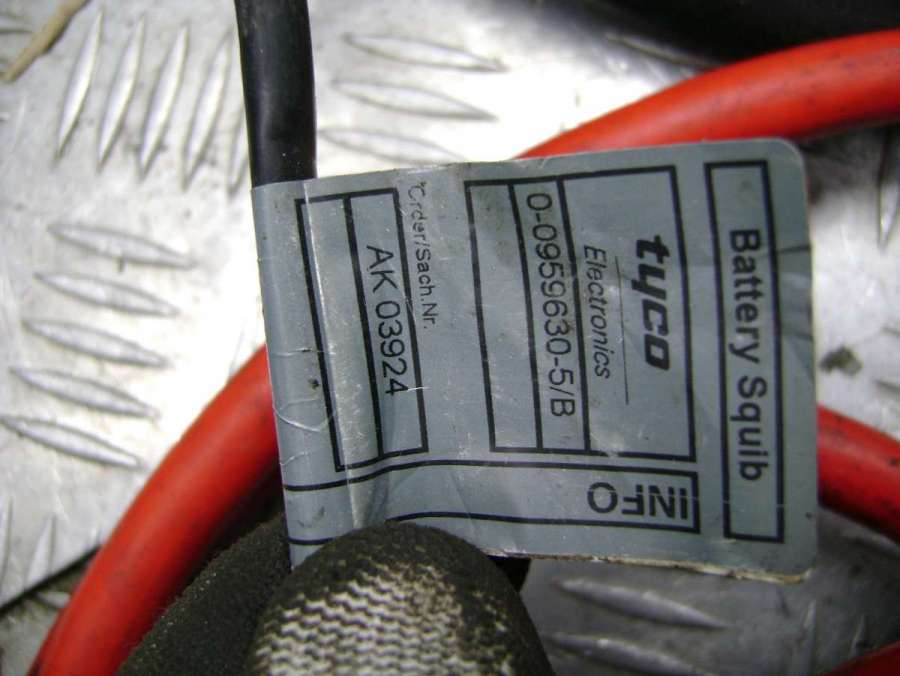 Battery Squib
tyco
Electronics
0-0959630-5/B
Order/Sach.Nr.
AK 03924
INFO